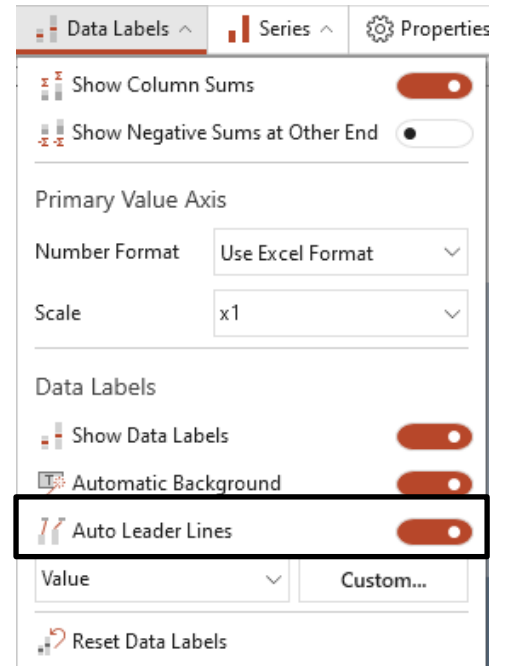 Data Labels Series Properties
Show Column Sums
Show Negative Sums at Other End
Primary Value Axis
Number Format Use Excel Format
Scale x1
Data Labels
Show Data Labels
Automatic Background
Auto Leader Lines
Value Custom...
Reset Data Labels